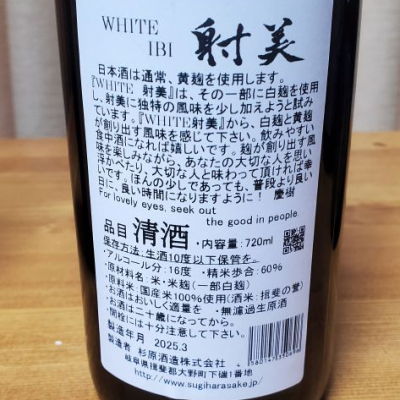 WHITE
IBI
射美
日本酒は通常、黄麹を使用します。
『WHITE 射美』は、その一部に白麹を使用
し、射美に独特の風味を少し加えようと試み
ています。『WHITE射美』から、白麹と黄麹
が創り出す風味を感じて下さい。飲みやすい
食中酒になれば嬉しいです。麹が創り出す風
味を楽しみながら、あなたの大切な人を思い
浮かべたり、大切な人と味わって頂ければ幸
いです。ほんの少しであっても、普段より良い
日に、良い時間になりますように! 慶樹
For lovely eyes, seek out
the good in people.
品目 清酒 ・内容量:720ml
保存方法:生酒10度以下保管を。
・アルコール分:16度 ・精米歩合:60%
・原材料名:米・米麹(一部白麹)
・原料米:国産米100%使用(酒米:揖斐の誉)
・お酒はおいしく適量を ・無濾過生原酒
・お酒は二十歳になってから。
・開栓には十分注意して下さい。
製造年月 2025.3
製造者 杉原酒造株式会社
岐阜県揖斐郡大野町下磯1番地
http://www.sugiharasake.jp/